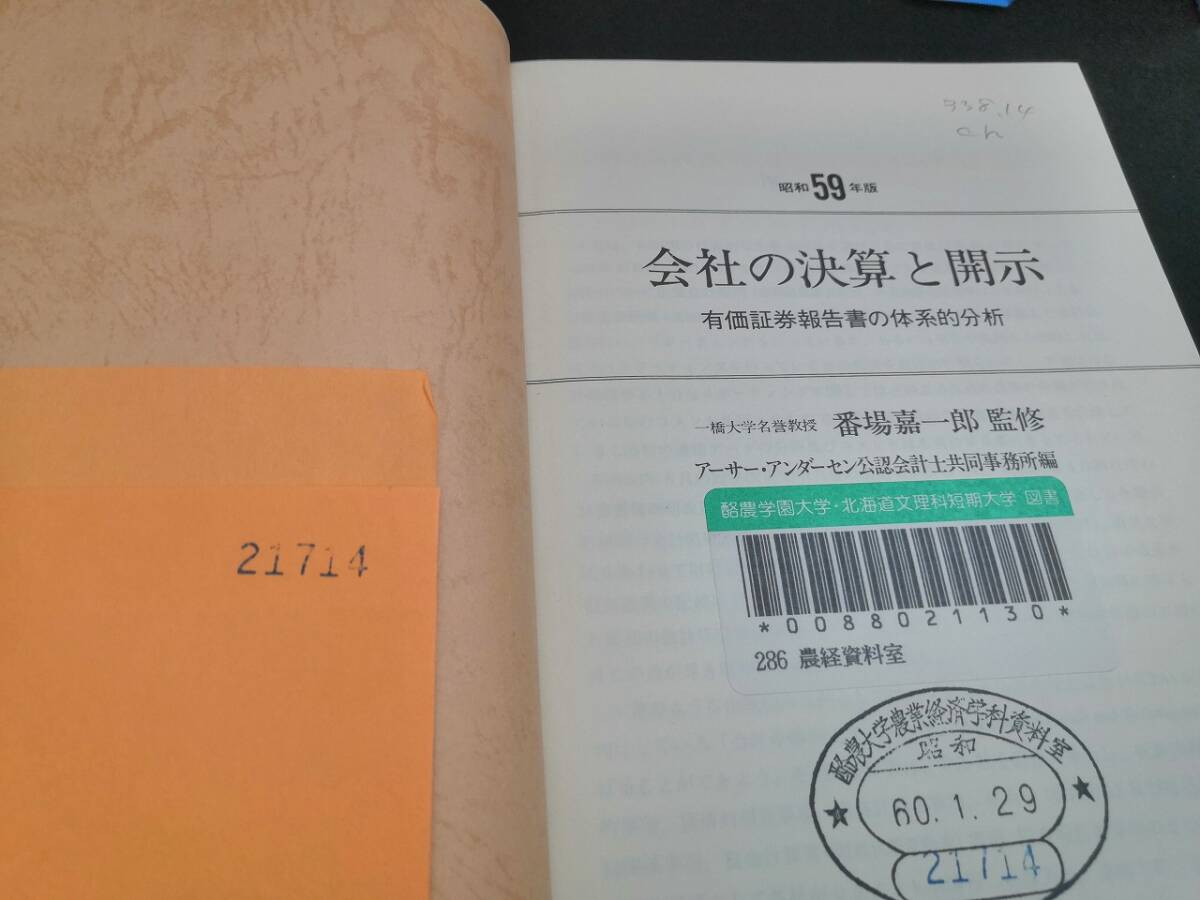 21714
338.14
昭和59年版
会社の決算と開示
有価証券報告書の体系的分析
一橋大学名誉教授 番場嘉一郎 監修
アーサー・アンダーセン公認会計士共同事務所編
酪農学園大学・北海道文理科短期大学 図書
*0088021130*
286 農経資料室
酪農大学農業経済学科資料室
昭和
★ 60.1.29 ★
21714